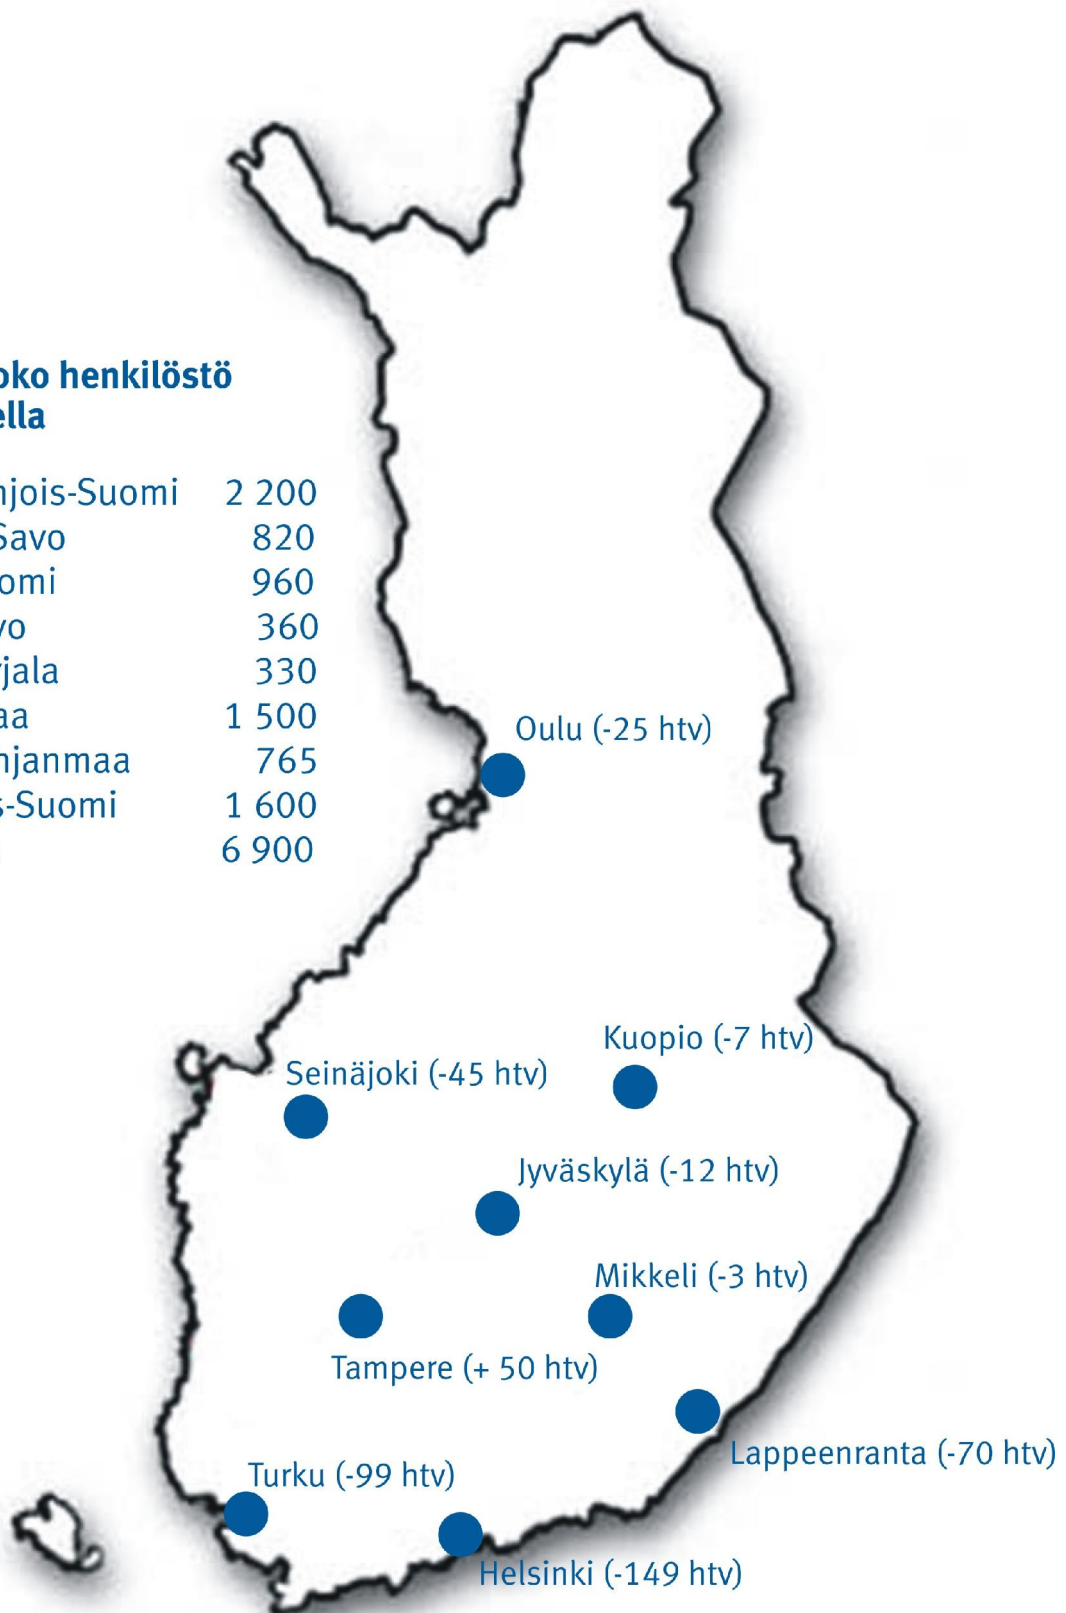 oko henkilöstö
ella
njois-Suomi 2 200
Savo 820
omi 960
vo 360
rjala 330
aa 1 500
hjanmaa 765
s-Suomi 1 600
6 900
Oulu (-25 htv)
Kuopio (-7 htv)
Seinäjoki (-45 htv)
Jyväskylä (-12 htv)
Mikkeli (-3 htv)
Tampere (+ 50 htv)
Lappeenranta (-70 htv)
Turku (-99 htv)
Helsinki (-149 htv)